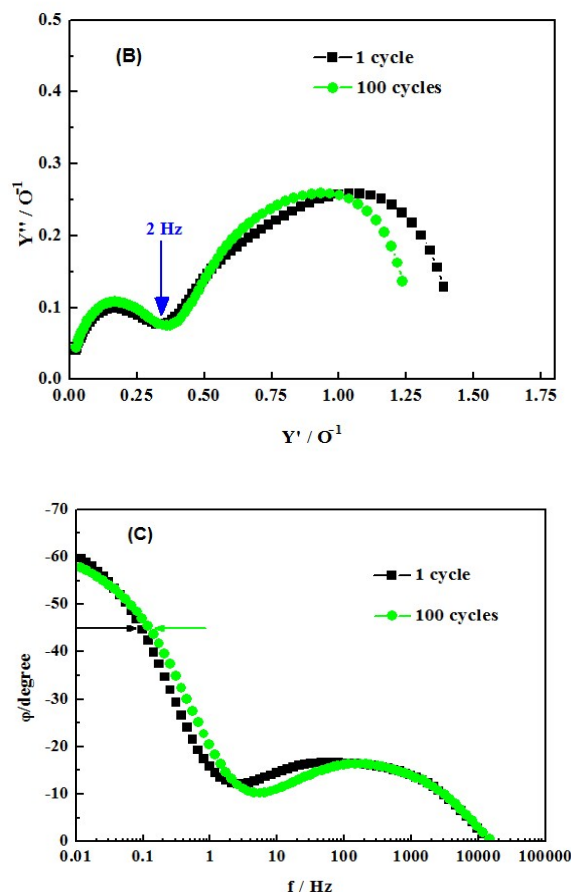 0.5
(B)
1 cycle
100 cycles
0.4
0.3
2 Hz
Y'' / O⁻¹
0.2
0.1
0.0
0.00 0.25 0.50 0.75 1.00 1.25 1.50 1.75
Y' / O⁻¹
-70
(C)
-60
1 cycle
-50
100 cycles
-40
φ/degree
-30
-20
-10
0
0.01 0.1 1 10 100 1000 10000 100000
f / Hz